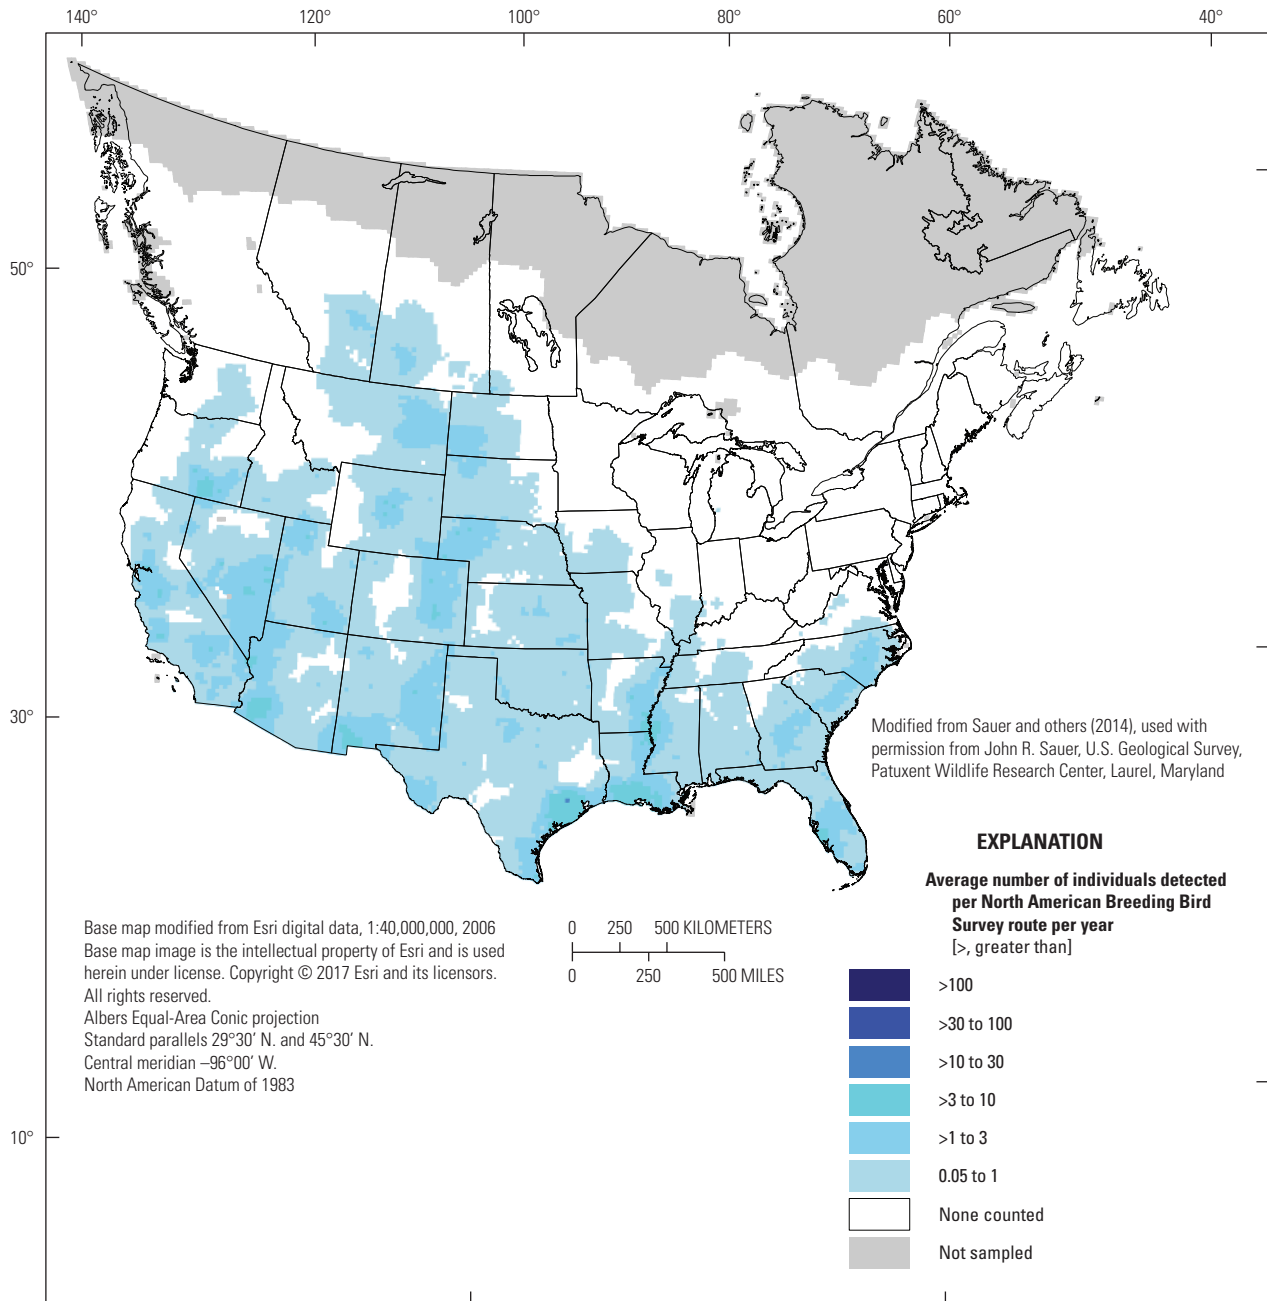 140°
120°
100°
80°
60°
40°
50°
30°
10°
Modified from Sauer and others (2014), used with
permission from John R. Sauer, U.S. Geological Survey,
Patuxent Wildlife Research Center, Laurel, Maryland
EXPLANATION
Average number of individuals detected
per North American Breeding Bird
Survey route per year
[>, greater than]
>100
>30 to 100
>10 to 30
>3 to 10
>1 to 3
0.05 to 1
None counted
Not sampled
Base map modified from Esri digital data, 1:40,000,000, 2006
Base map image is the intellectual property of Esri and is used
herein under license. Copyright © 2017 Esri and its licensors.
All rights reserved.
Albers Equal-Area Conic projection
Standard parallels 29°30′ N. and 45°30′ N.
Central meridian –96°00′ W.
North American Datum of 1983
0 250 500 KILOMETERS
0 250 500 MILES